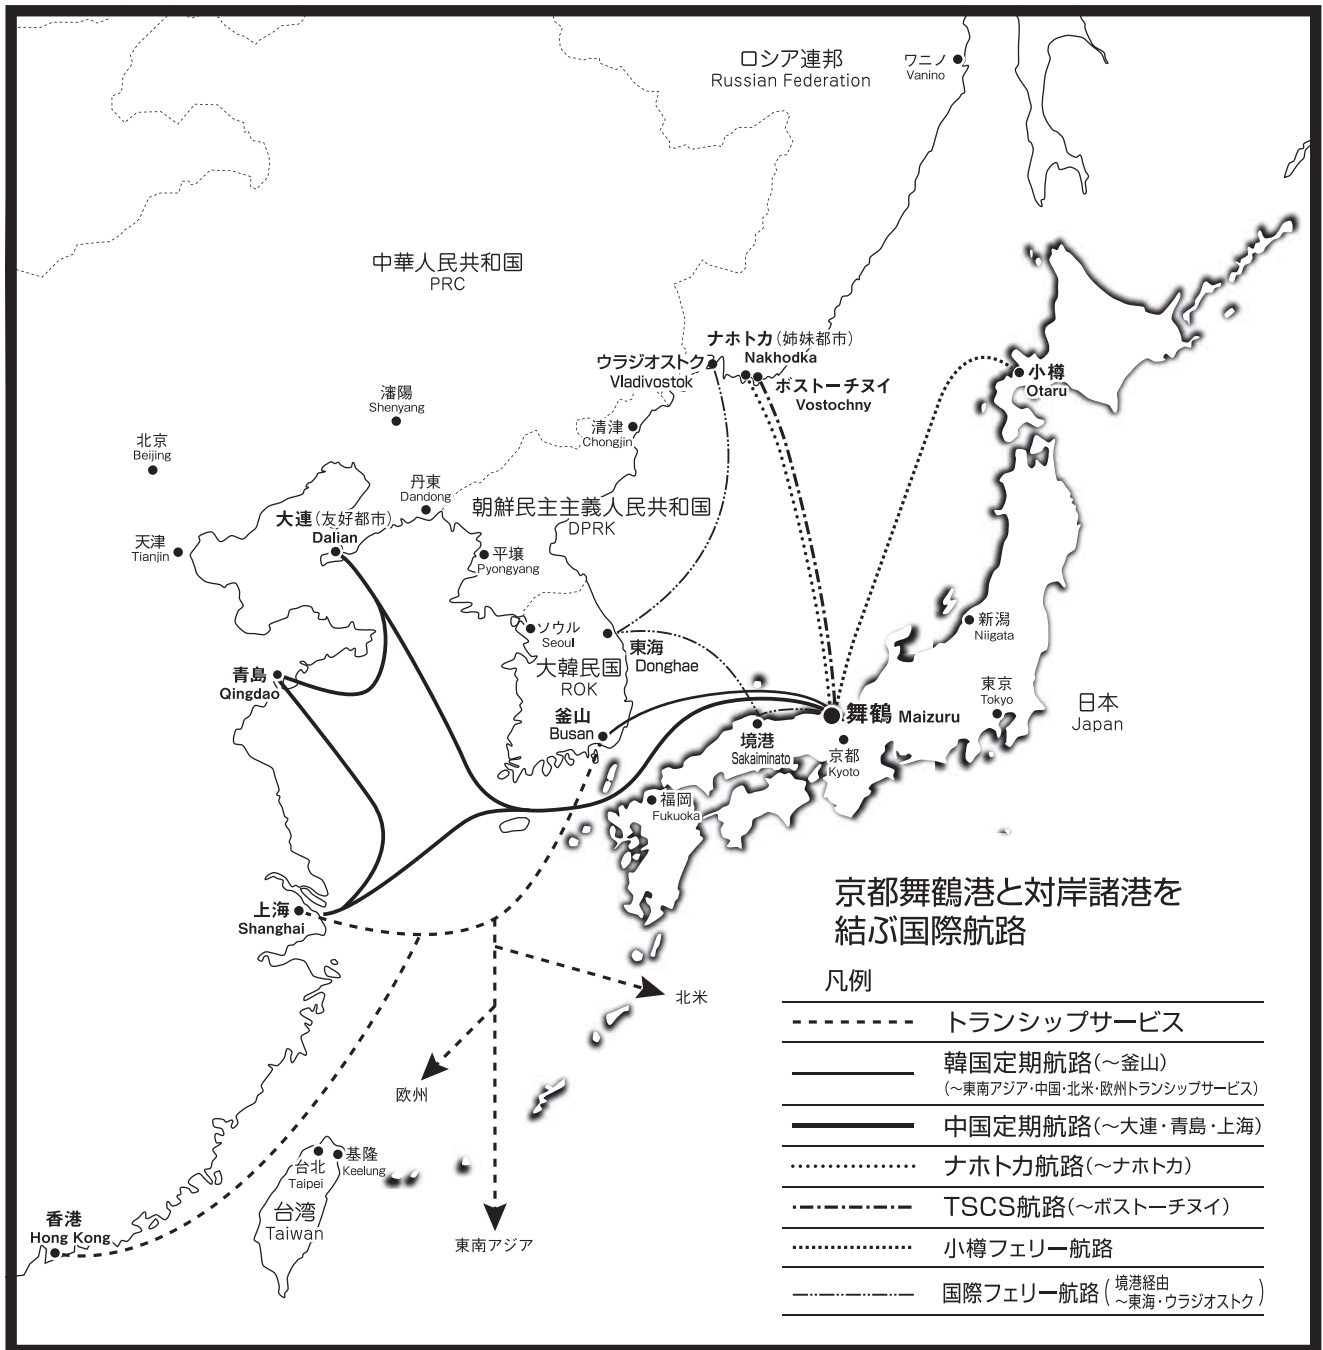 ロシア連邦
Russian Federation
ワニノ
Vanino
中華人民共和国
PRC
ナホトカ(姉妹都市)
Nakhodka
ウラジオストク
Vladivostok
ボストーチヌイ
Vostochny
小樽
Otaru
瀋陽
Shenyang
清津
Chongjin
北京
Beijing
丹東
Dandong
朝鮮民主主義人民共和国
DPRK
大連(友好都市)
Dalian
天津
Tianjin
平壌
Pyongyang
ソウル
Seoul
東海
Donghae
新潟
Niigata
大韓民国
ROK
青島
Qingdao
釜山
Busan
舞鶴 Maizuru
東京
Tokyo
日本
Japan
境港
Sakaiminato
京都
Kyoto
福岡
Fukuoka
上海
Shanghai
北米
欧州
台北
Taipei
基隆
Keelung
台湾
Taiwan
香港
Hong Kong
東南アジア
京都舞鶴港と対岸諸港を
結ぶ国際航路
凡例
トランシップサービス
韓国定期航路(〜釜山)
(〜東南アジア・中国・北米・欧州トランシップサービス)
中国定期航路(〜大連・青島・上海)
ナホトカ航路(〜ナホトカ)
TSCS航路(〜ボストーチヌイ)
小樽フェリー航路
国際フェリー航路(境港経由
〜東海・ウラジオストク)